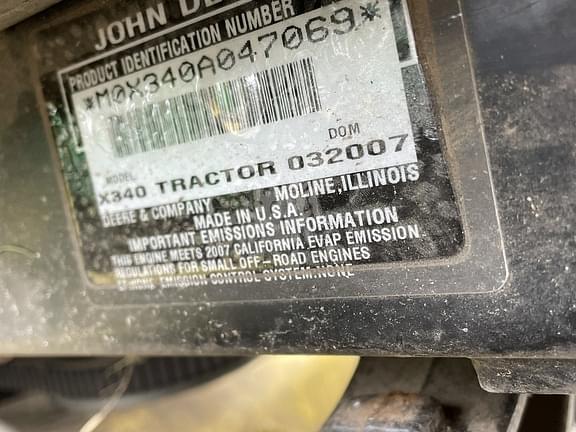 JOHN DE
PRODUCT IDENTIFICATION NUMBER
*M0X340A047069*
DOM
MODEL
X340 TRACTOR 032007
DEERE & COMPANY MOLINE, ILLINOIS
MADE IN U.S.A.
IMPORTANT EMISSIONS INFORMATION
THIS ENGINE MEETS 2007 CALIFORNIA EVAP EMISSION
REGULATIONS FOR SMALL OFF-ROAD ENGINES
EMISSION CONTROL SYSTEM NONE